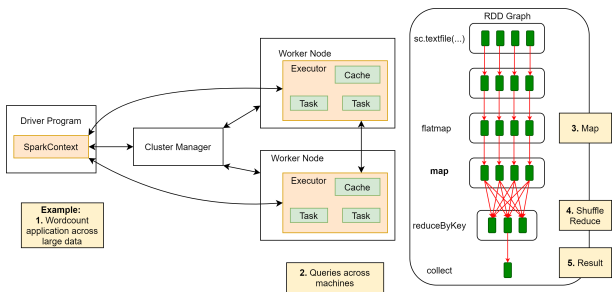 RDD Graph
sc.textfile(...)
Worker Node
Executor
Cache
Task
Task
Driver Program
SparkContext
Cluster Manager
flatmap
3. Map
Worker Node
Executor
Cache
Task
Task
map
Example:
1. Wordcount
application across
large data
4. Shuffle
Reduce
reduceByKey
2. Queries across
machines
5. Result
collect